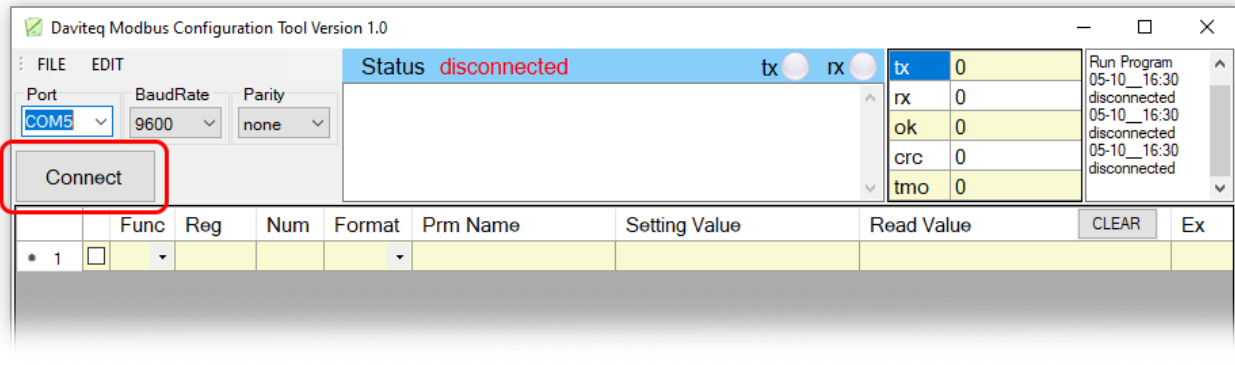 Daviteq Modbus Configuration Tool Version 1.0
FILE EDIT
Port BaudRate Parity
COM5 9600 none
Connect
Status disconnected tx rx
tx 0
rx 0
ok 0
crc 0
tmo 0
Run Program
05-10__16:30
disconnected
05-10__16:30
disconnected
05-10__16:30
disconnected
Func Reg Num Format Prm Name Setting Value Read Value CLEAR Ex
* 1